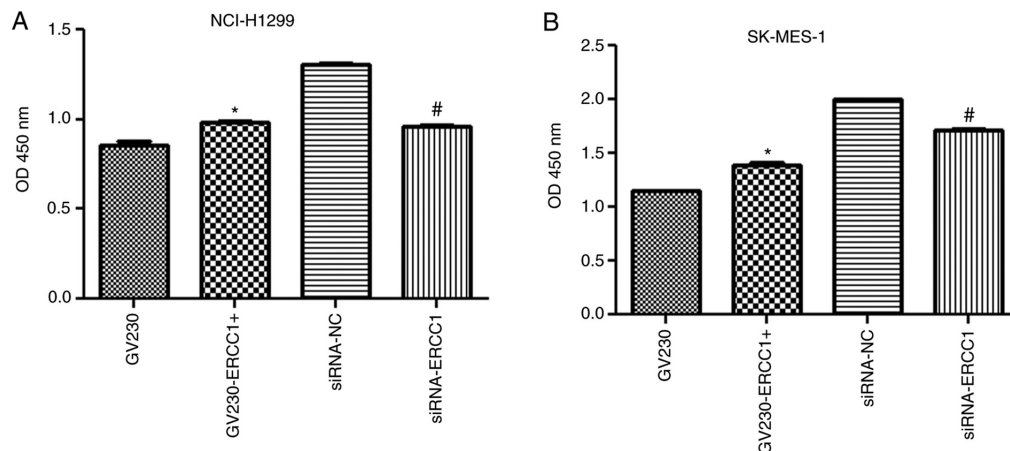 A
NCI-H1299
OD 450 nm
1.5
1.0
0.5
0.0
*
#
GV230
GV230-ERCC1+
siRNA-NC
siRNA-ERCC1
B
SK-MES-1
OD 450 nm
2.5
2.0
1.5
1.0
0.5
0.0
*
#
GV230
GV230-ERCC1+
siRNA-NC
siRNA-ERCC1